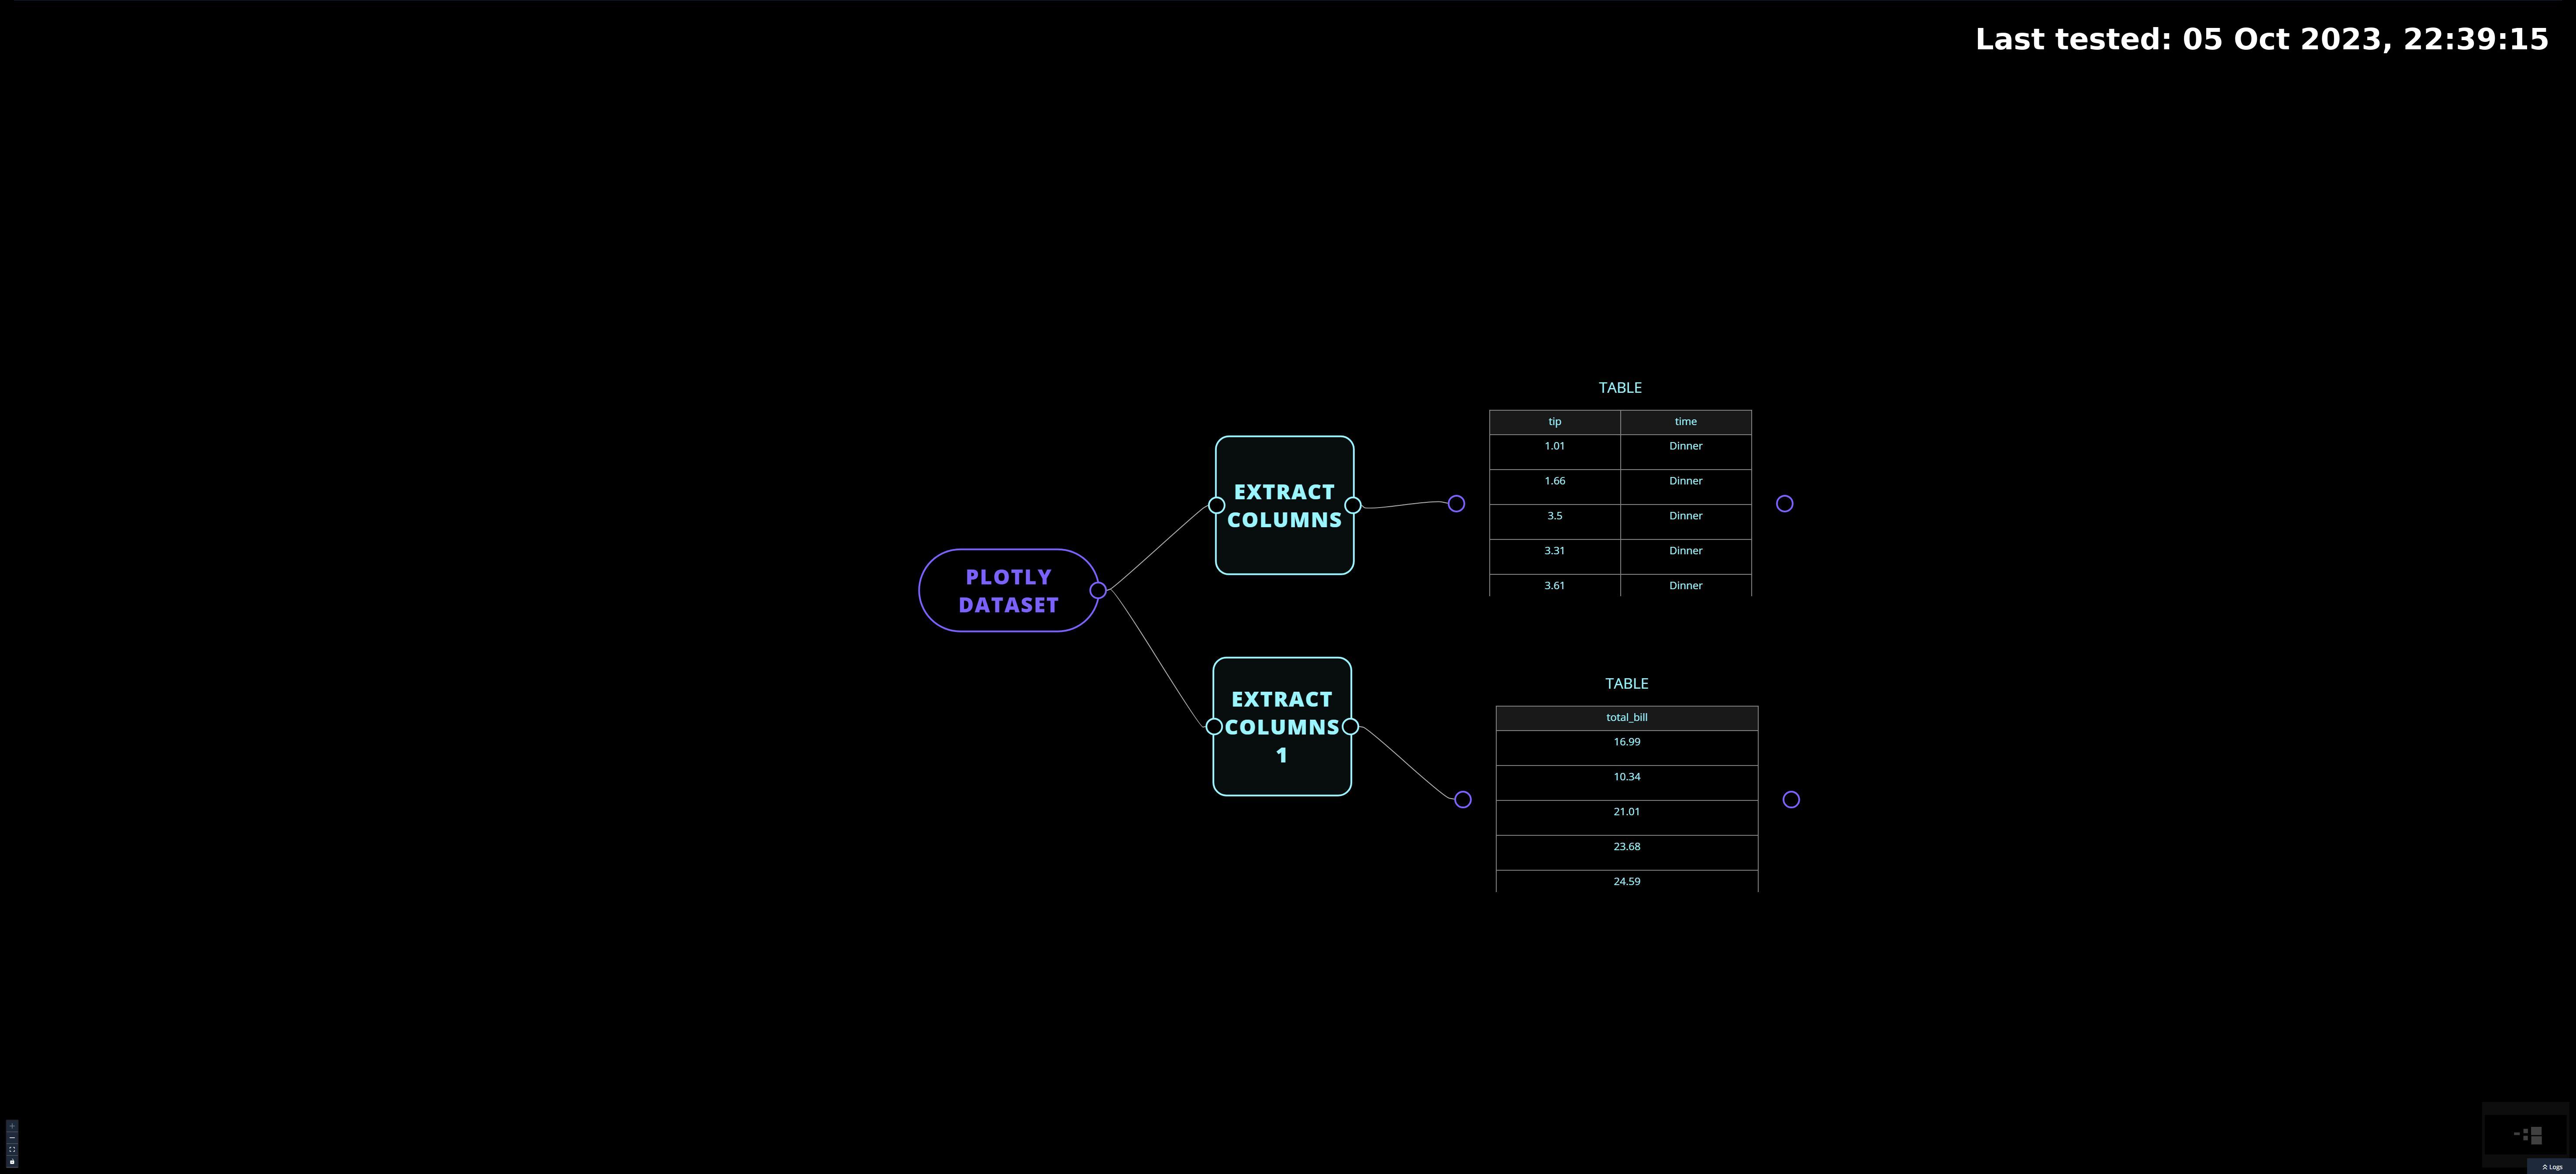 Last tested: 05 Oct 2023, 22:39:15
PLOTLY
DATASET
EXTRACT
COLUMNS
TABLE
tip time
1.01 Dinner
1.66 Dinner
3.5 Dinner
3.31 Dinner
3.61 Dinner
EXTRACT
COLUMNS
1
TABLE
total_bill
16.99
10.34
21.01
23.68
24.59
Logs